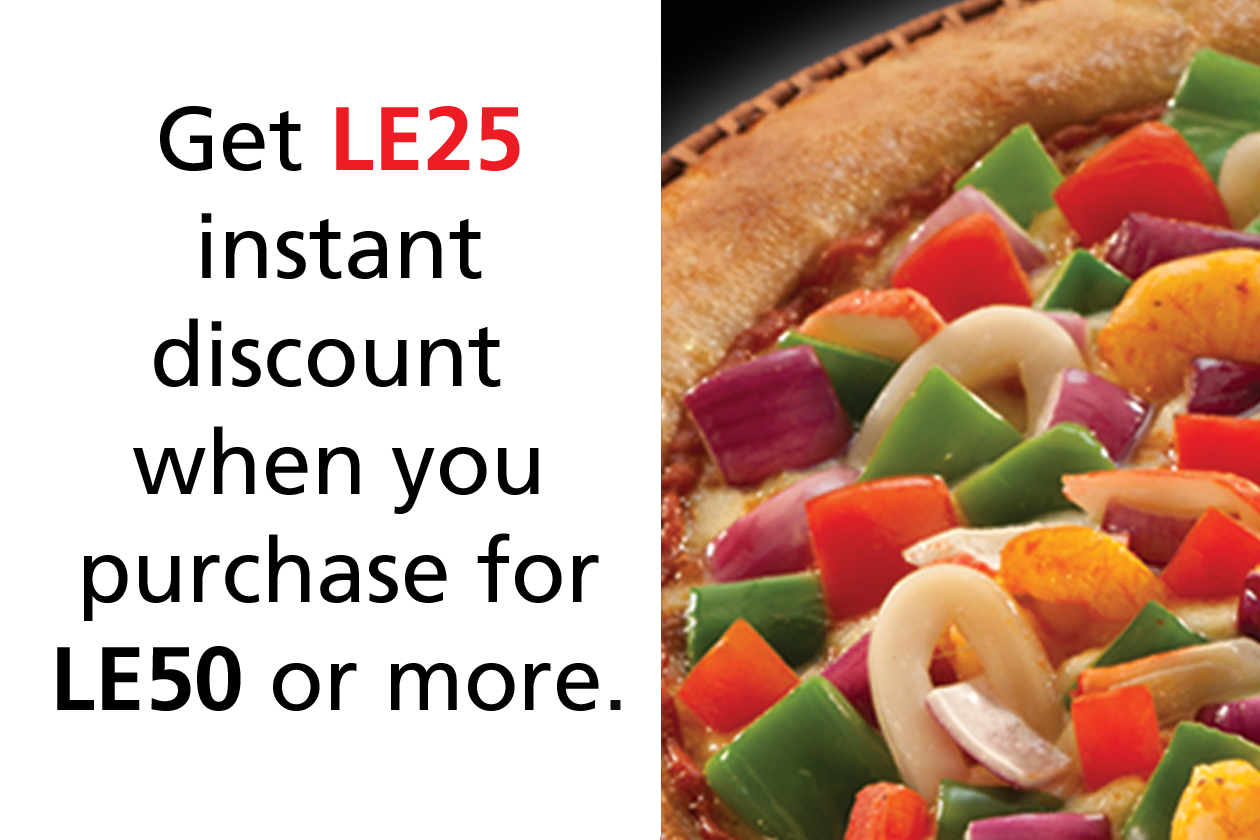 Get LE25
instant
discount
when you
purchase for
LE50 or more.